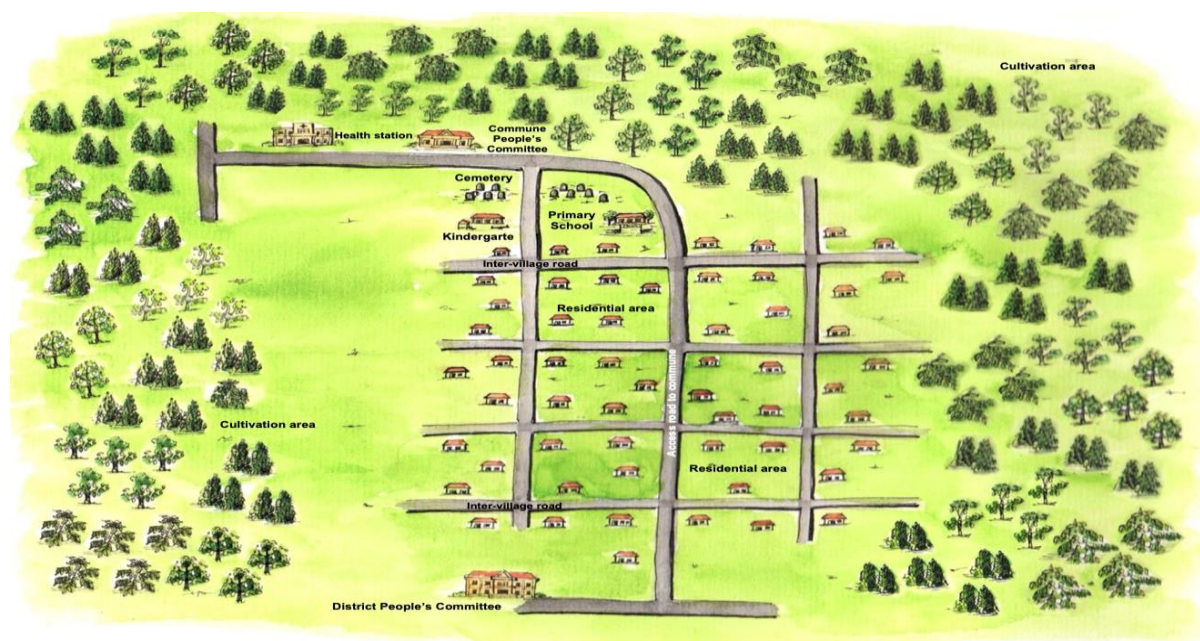 Cultivation area
Health station
Commune
People's
Committee
Cemetery
Primary
School
Kindergarte
Inter-village road
Residential area
Access road to commune
Cultivation area
Residential area
Inter-village road
District People's Committee